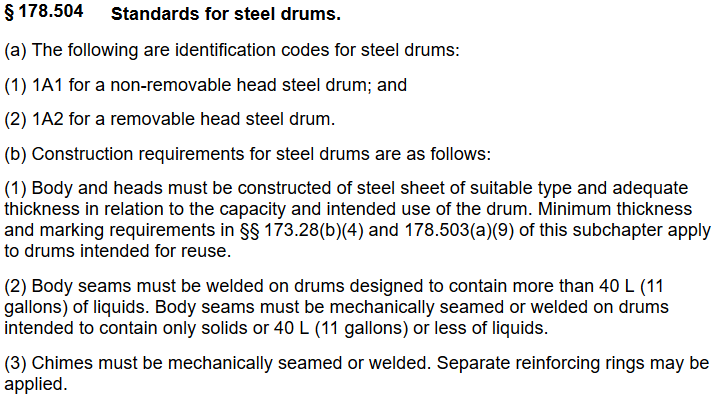 § 178.504 Standards for steel drums.
(a) The following are identification codes for steel drums:
(1) 1A1 for a non-removable head steel drum; and
(2) 1A2 for a removable head steel drum.
(b) Construction requirements for steel drums are as follows:
(1) Body and heads must be constructed of steel sheet of suitable type and adequate
thickness in relation to the capacity and intended use of the drum. Minimum thickness
and marking requirements in §§ 173.28(b)(4) and 178.503(a)(9) of this subchapter apply
to drums intended for reuse.
(2) Body seams must be welded on drums designed to contain more than 40 L (11
gallons) of liquids. Body seams must be mechanically seamed or welded on drums
intended to contain only solids or 40 L (11 gallons) or less of liquids.
(3) Chimes must be mechanically seamed or welded. Separate reinforcing rings may be
applied.